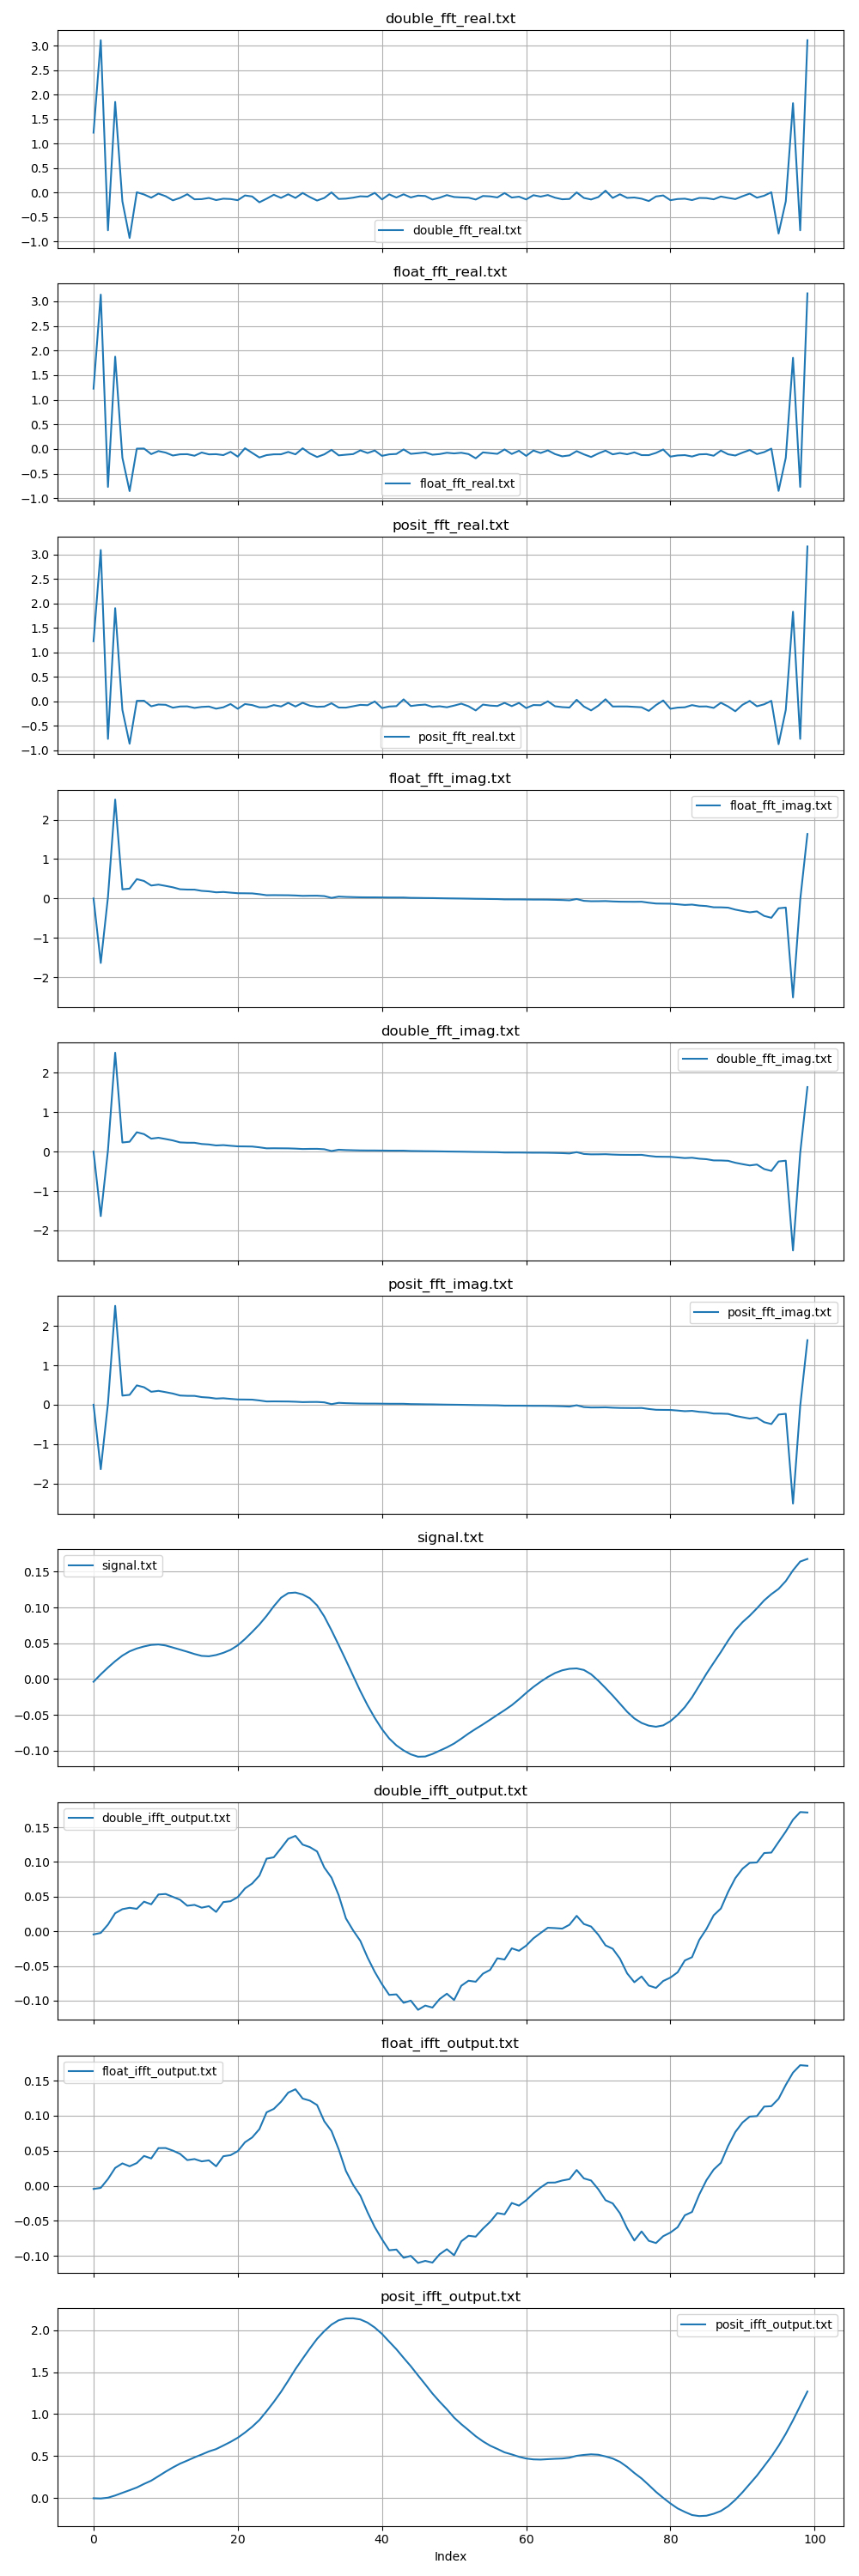 double_fft_real.txt
3.0
2.5
2.0
1.5
1.0
0.5
0.0
−0.5
−1.0
double_fft_real.txt
float_fft_real.txt
3.0
2.5
2.0
1.5
1.0
0.5
0.0
−0.5
−1.0
float_fft_real.txt
posit_fft_real.txt
3.0
2.5
2.0
1.5
1.0
0.5
0.0
−0.5
−1.0
posit_fft_real.txt
float_fft_imag.txt
float_fft_imag.txt
2
1
0
−1
−2
double_fft_imag.txt
double_fft_imag.txt
2
1
0
−1
−2
posit_fft_imag.txt
posit_fft_imag.txt
2
1
0
−1
−2
signal.txt
signal.txt
0.15
0.10
0.05
0.00
−0.05
−0.10
double_ifft_output.txt
double_ifft_output.txt
0.15
0.10
0.05
0.00
−0.05
−0.10
float_ifft_output.txt
float_ifft_output.txt
0.15
0.10
0.05
0.00
−0.05
−0.10
posit_ifft_output.txt
posit_ifft_output.txt
2.0
1.5
1.0
0.5
0.0
0 20 40 60 80 100
Index